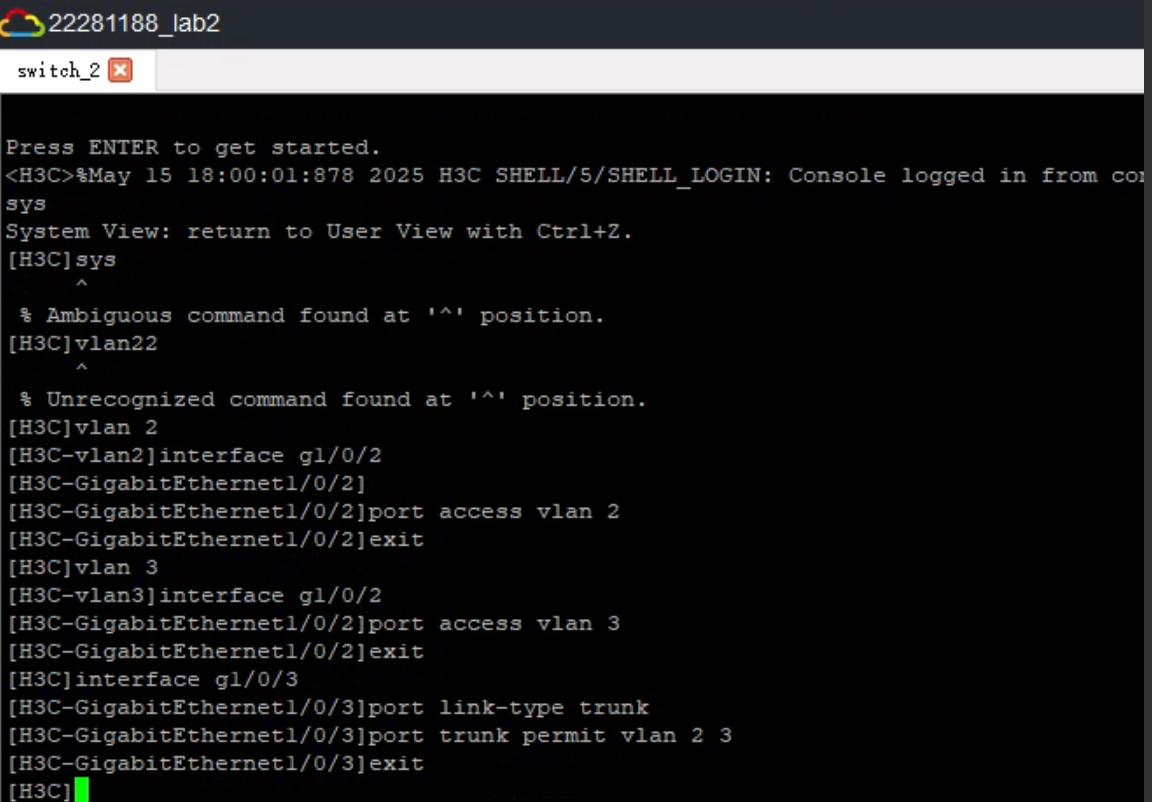 22281188_lab2
switch_2
Press ENTER to get started.
<H3C>%May 15 18:00:01:878 2025 H3C SHELL/5/SHELL_LOGIN: Console logged in from
sys
System View: return to User View with Ctrl+Z.
[H3C]sys
^
% Ambiguous command found at '^' position.
[H3C]vlan22
^
% Unrecognized command found at '^' position.
[H3C]vlan 2
[H3C-vlan2]interface g1/0/2
[H3C-GigabitEthernet1/0/2]
[H3C-GigabitEthernet1/0/2]port access vlan 2
[H3C-GigabitEthernet1/0/2]exit
[H3C]vlan 3
[H3C-vlan3]interface g1/0/2
[H3C-GigabitEthernet1/0/2]port access vlan 3
[H3C-GigabitEthernet1/0/2]exit
[H3C]interface g1/0/3
[H3C-GigabitEthernet1/0/3]port link-type trunk
[H3C-GigabitEthernet1/0/3]port trunk permit vlan 2 3
[H3C-GigabitEthernet1/0/3]exit
[H3C]